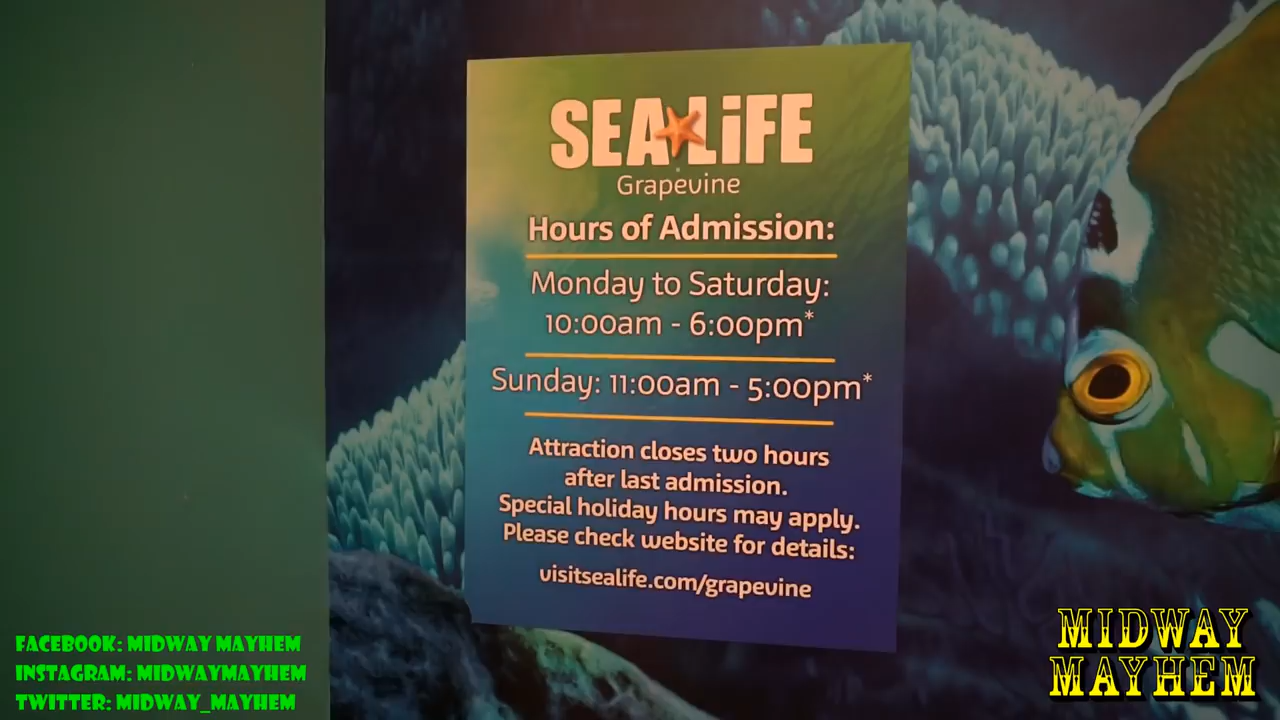 SEA LiFE
Grapevine
Hours of Admission:
Monday to Saturday:
10:00am - 6:00pm*
Sunday: 11:00am - 5:00pm*
Attraction closes two hours
after last admission.
Special holiday hours may apply.
Please check website for details:
visitsealife.com/grapevine
FACEBOOK: MIDWAY MAYHEM
INSTAGRAM: MIDWAYMAYHEM
TWITTER: MIDWAY_MAYHEM
MIDWAY
MAYHEM